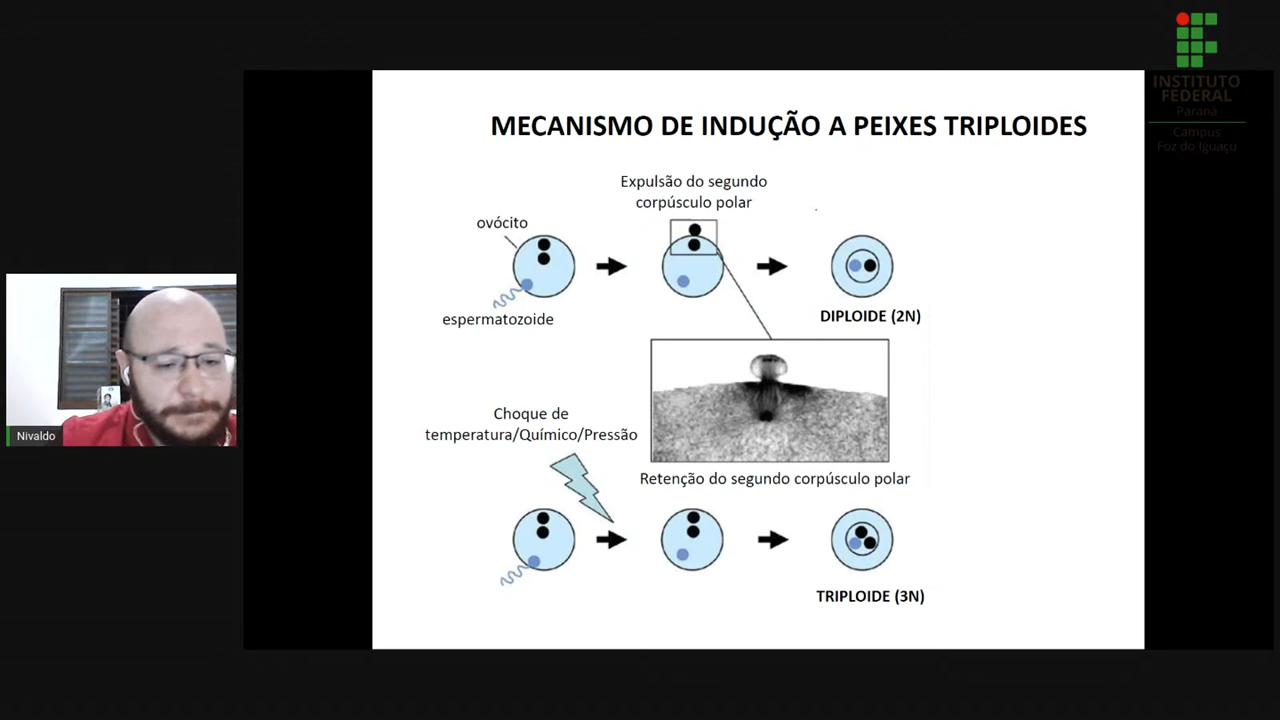 INSTITUTO
FEDERAL
Paraná
Campus
Foz do Iguaçu
MECANISMO DE INDUÇÃO A PEIXES TRIPLOIDES
Expulsão do segundo
corpúsculo polar
ovócito
espermatozoide
DIPLOIDE (2N)
Choque de
temperatura/Químico/Pressão
Retenção do segundo corpúsculo polar
TRIPLOIDE (3N)
Nivaldo